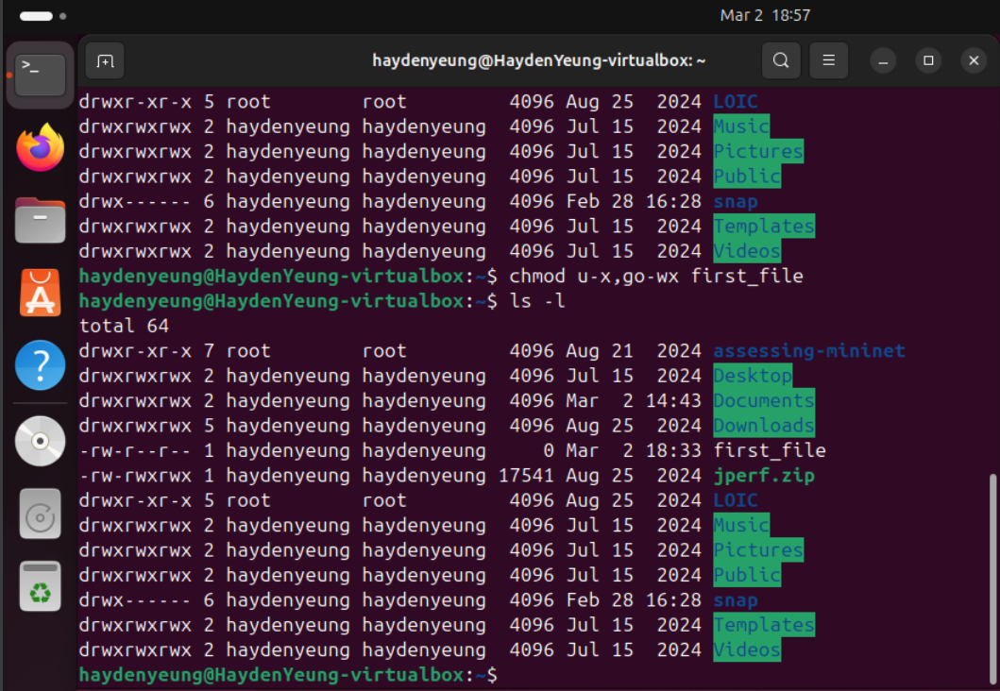 Mar 2 18:57
haydenyeung@HaydenYeung-virtualbox: ~
drwxr-xr-x 5 root root 4096 Aug 25 2024 LOIC
drwxrwxrwx 2 haydenyeung haydenyeung 4096 Jul 15 2024 Music
drwxrwxrwx 2 haydenyeung haydenyeung 4096 Jul 15 2024 Pictures
drwxrwxrwx 2 haydenyeung haydenyeung 4096 Jul 15 2024 Public
drwx------ 6 haydenyeung haydenyeung 4096 Feb 28 16:28 snap
drwxrwxrwx 2 haydenyeung haydenyeung 4096 Jul 15 2024 Templates
drwxrwxrwx 2 haydenyeung haydenyeung 4096 Jul 15 2024 Videos
haydenyeung@HaydenYeung-virtualbox:~$ chmod u-x,go-wx first_file
haydenyeung@HaydenYeung-virtualbox:~$ ls -l
total 64
drwxr-xr-x 7 root root 4096 Aug 21 2024 assessing-mininet
drwxrwxrwx 2 haydenyeung haydenyeung 4096 Jul 15 2024 Desktop
drwxrwxrwx 2 haydenyeung haydenyeung 4096 Mar 2 14:43 Documents
drwxrwxrwx 5 haydenyeung haydenyeung 4096 Aug 25 2024 Downloads
-rw-r--r-- 1 haydenyeung haydenyeung 0 Mar 2 18:33 first_file
-rw-rwxrwx 1 haydenyeung haydenyeung 17541 Aug 25 2024 jperf.zip
drwxr-xr-x 5 root root 4096 Aug 25 2024 LOIC
drwxrwxrwx 2 haydenyeung haydenyeung 4096 Jul 15 2024 Music
drwxrwxrwx 2 haydenyeung haydenyeung 4096 Jul 15 2024 Pictures
drwxrwxrwx 2 haydenyeung haydenyeung 4096 Jul 15 2024 Public
drwx------ 6 haydenyeung haydenyeung 4096 Feb 28 16:28 snap
drwxrwxrwx 2 haydenyeung haydenyeung 4096 Jul 15 2024 Templates
drwxrwxrwx 2 haydenyeung haydenyeung 4096 Jul 15 2024 Videos
haydenyeung@HaydenYeung-virtualbox:~$